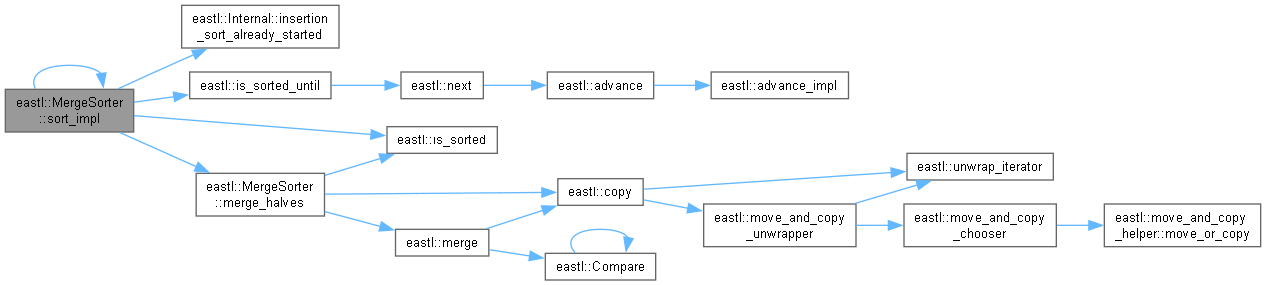 eastl::Internal::insertion
_sort_already_started
eastl::MergeSorter
::sort_impl
eastl::is_sorted_until
eastl::next
eastl::advance
eastl::advance_impl
eastl::is_sorted
eastl::MergeSorter
::merge_halves
eastl::copy
eastl::unwrap_iterator
eastl::move_and_copy
_unwrapper
eastl::move_and_copy
_chooser
eastl::move_and_copy
_helper::move_or_copy
eastl::merge
eastl::Compare